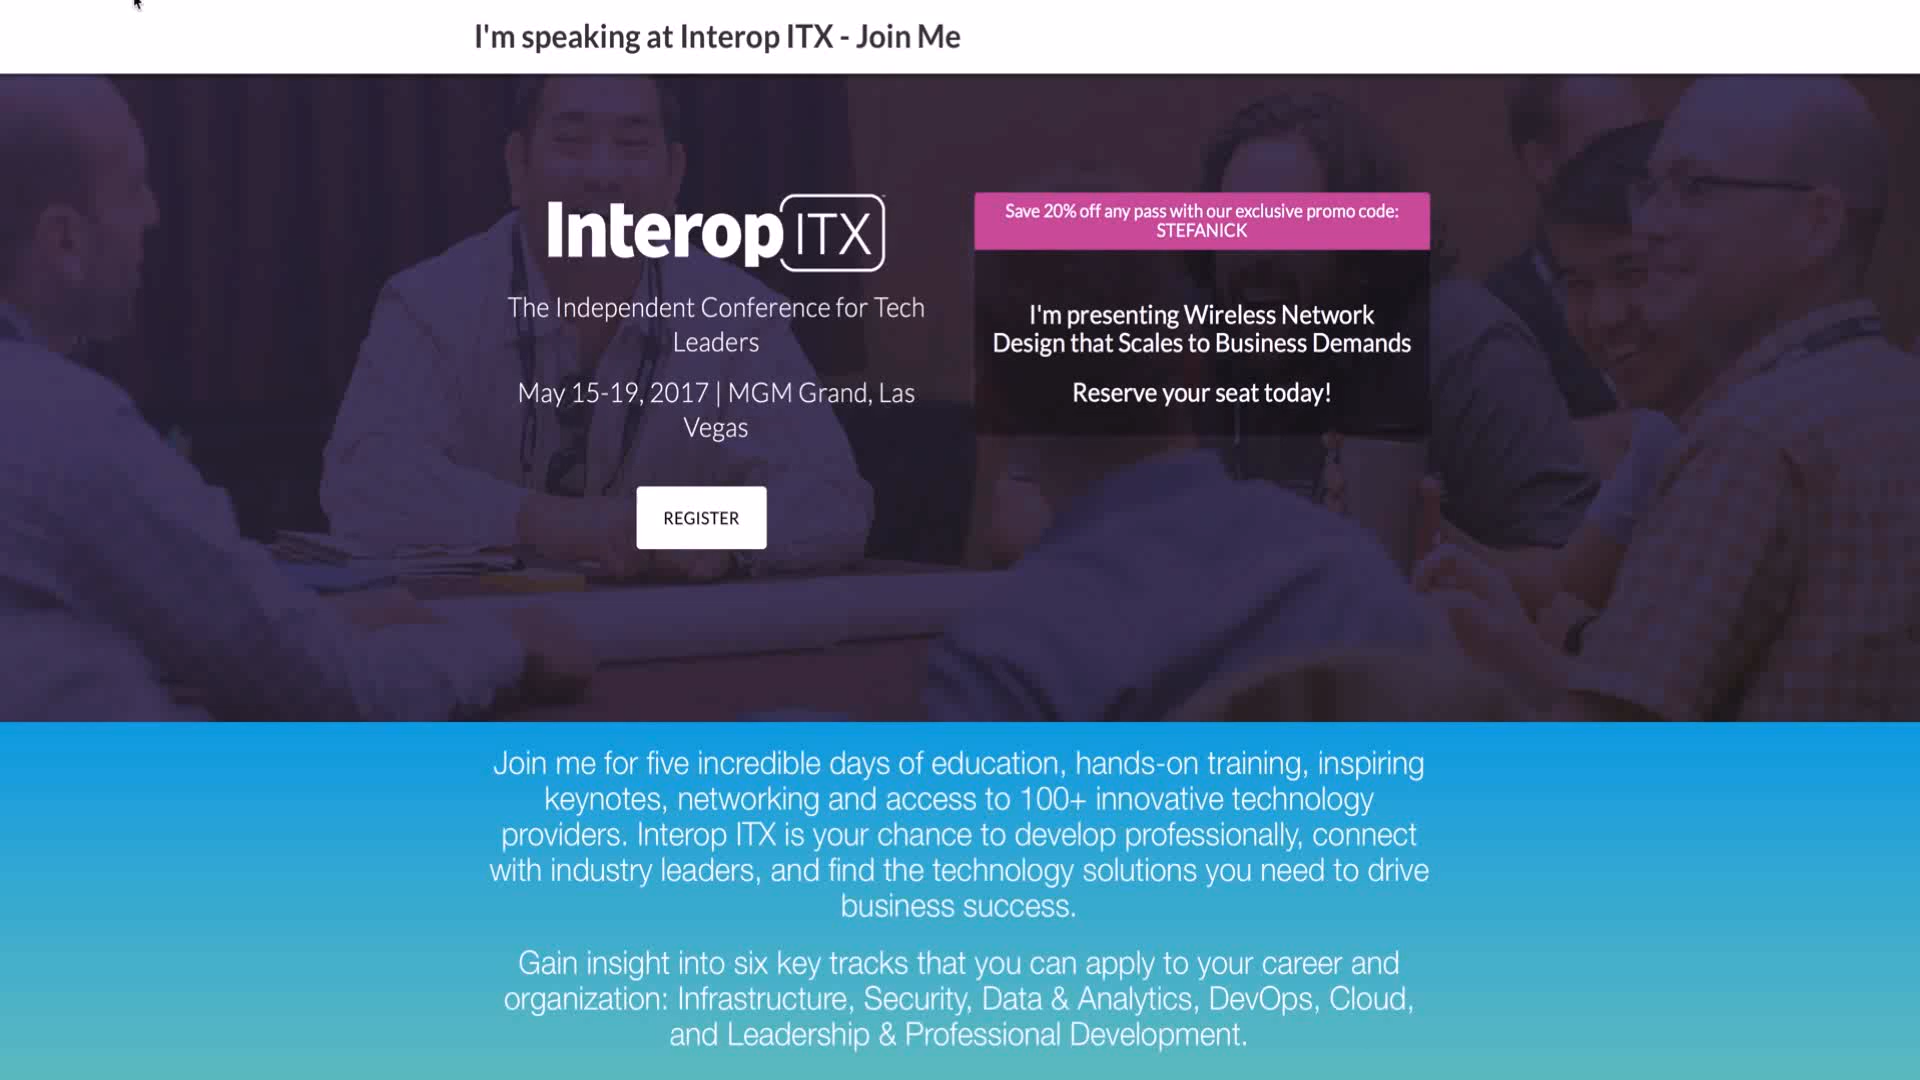 I'm speaking at Interop ITX - Join Me
Interop ITX
The Independent Conference for Tech
Leaders
May 15-19, 2017 | MGM Grand, Las
Vegas
REGISTER
Save 20% off any pass with our exclusive promo code:
STEFANICK
I'm presenting Wireless Network
Design that Scales to Business Demands
Reserve your seat today!
Join me for five incredible days of education, hands-on training, inspiring
keynotes, networking and access to 100+ innovative technology
providers. Interop ITX is your chance to develop professionally, connect
with industry leaders, and find the technology solutions you need to drive
business success.
Gain insight into six key tracks that you can apply to your career and
organization: Infrastructure, Security, Data & Analytics, DevOps, Cloud,
and Leadership & Professional Development.